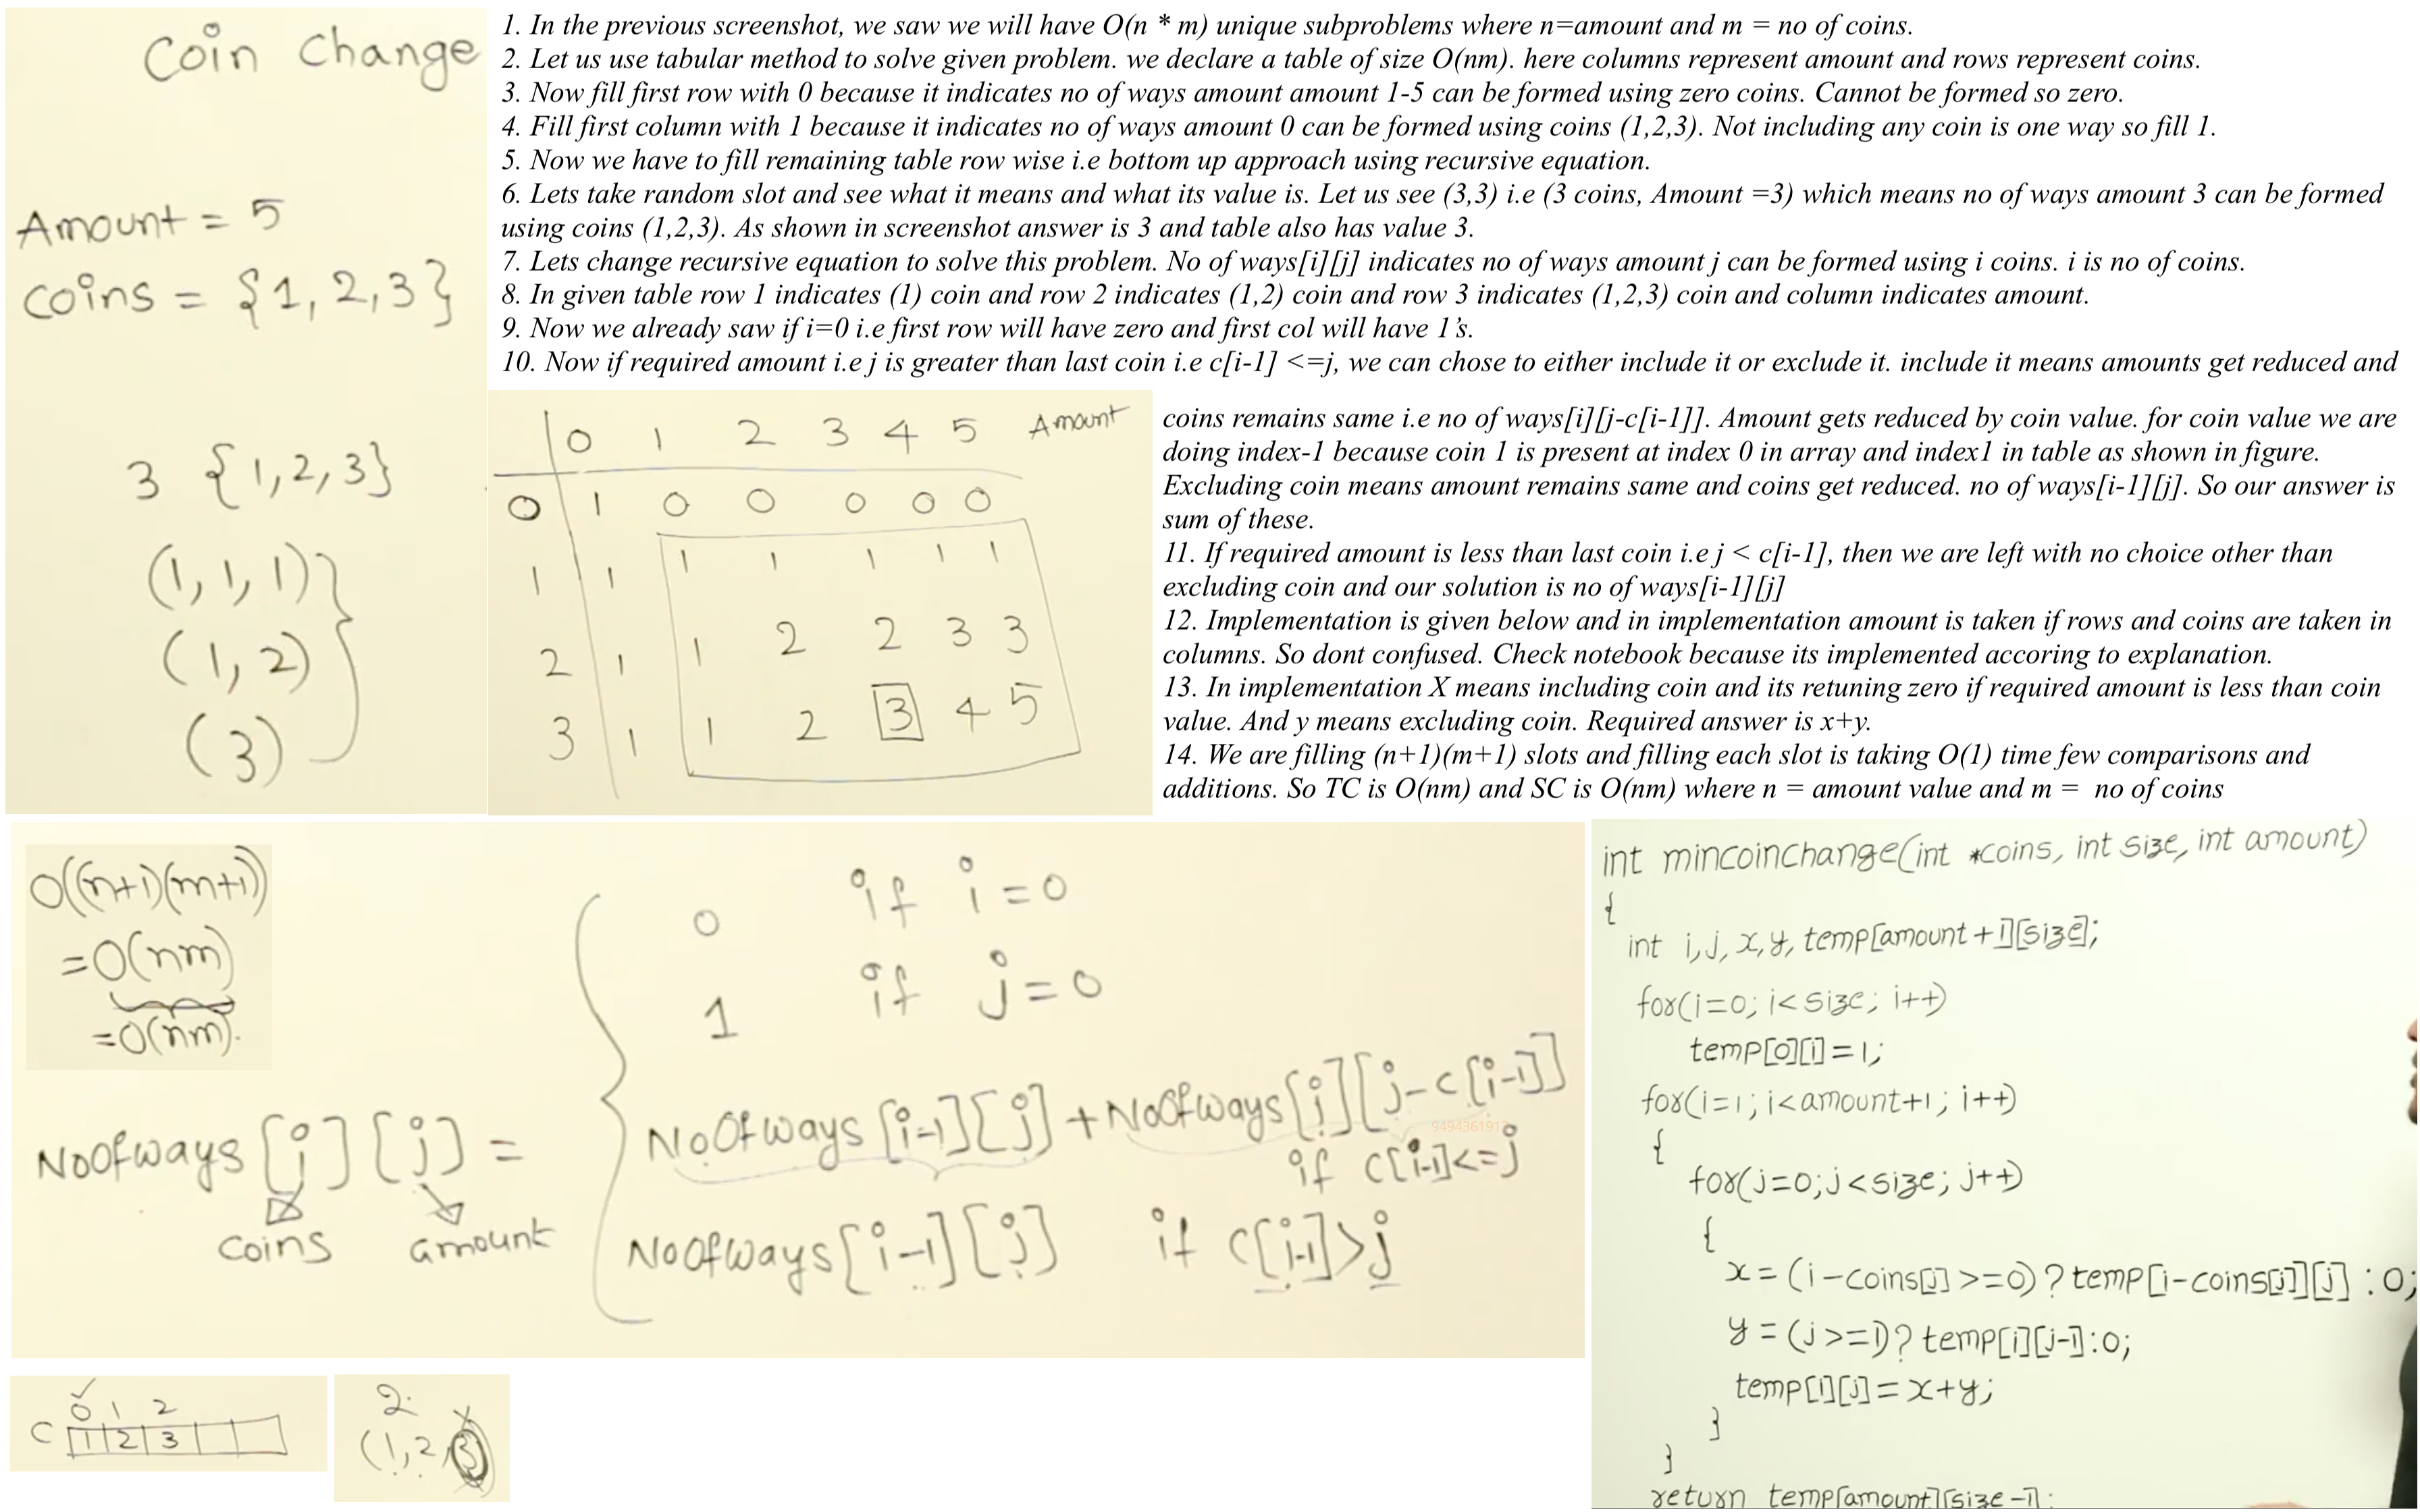 Coin Change
Amount = 5
Coins = {1, 2, 3}
3 {1, 2, 3}
(1, 1, 1)
(1, 2)
(3)
1. In the previous screenshot, we saw we will have O(n * m) unique subproblems where n=amount and m = no of coins.
2. Let us use tabular method to solve given problem. we declare a table of size O(nm). here columns represent amount and rows represent coins.
3. Now fill first row with 0 because it indicates no of ways amount amount 1-5 can be formed using zero coins. Cannot be formed so zero.
4. Fill first column with 1 because it indicates no of ways amount 0 can be formed using coins (1,2,3). Not including any coin is one way so fill 1.
5. Now we have to fill remaining table row wise i.e bottom up approach using recursive equation.
6. Lets take random slot and see what it means and what its value is. Let us see (3,3) i.e (3 coins, Amount =3) which means no of ways amount 3 can be formed
using coins (1,2,3). As shown in screenshot answer is 3 and table also has value 3.
7. Lets change recursive equation to solve this problem. No of ways[i][j] indicates no of ways amount j can be formed using i coins. i is no of coins.
8. In given table row 1 indicates (1) coin and row 2 indicates (1,2) coin and row 3 indicates (1,2,3) coin and column indicates amount.
9. Now we already saw if i=0 i.e first row will have zero and first col will have 1’s.
10. Now if required amount i.e j is greater than last coin i.e c[i-1] <=j, we can chose to either include it or exclude it. include it means amounts get reduced and
coins remains same i.e no of ways[i][j-c[i-1]]. Amount gets reduced by coin value. for coin value we are
doing index-1 because coin 1 is present at index 0 in array and index1 in table as shown in figure.
Excluding coin means amount remains same and coins get reduced. no of ways[i-1][j]. So our answer is
sum of these.
11. If required amount is less than last coin i.e j < c[i-1], then we are left with no choice other than
excluding coin and our solution is no of ways[i-1][j]
12. Implementation is given below and in implementation amount is taken if rows and coins are taken in
columns. So dont confused. Check notebook because its implemented accoring to explanation.
13. In implementation X means including coin and its retuning zero if required amount is less than coin
value. And y means excluding coin. Required answer is x+y.
14. We are filling (n+1)(m+1) slots and filling each slot is taking O(1) time few comparisons and
additions. So TC is O(nm) and SC is O(nm) where n = amount value and m = no of coins
0 1 2 3 4 5 Amount
0 1 0 0 0 0 0
1 1 1 1 1 1 1
2 1 1 2 2 3 3
3 1 1 2 3 4 5
O((n+1)(m+1))
=O(nm)
=O(nm).
0 if i=0
1 if j=0
NoOfways[i][j] = NoOfways[i-1][j]+NoOfways[i][j-c[i-1]]
if c[i-1]<=j
NoOfways[i-1][j] if c[i-1]>j
coins amount
9494361913
0 1 2
C 1 2 3
2
(1,2,3)
int mincoinchange(int *coins, int size, int amount)
{
int i,j,x,y,temp[amount+1][size];
for(i=0; i<size; i++)
temp[0][i]=1;
for(i=1; i<amount+1; i++)
{
for(j=0;j<size; j++)
{
x=(i-coins[j]>=0)?temp[i-coins[j]][j]:0;
y=(j>=1)?temp[i][j-1]:0;
temp[i][j]=x+y;
}
}
return temp[amount][size-1];